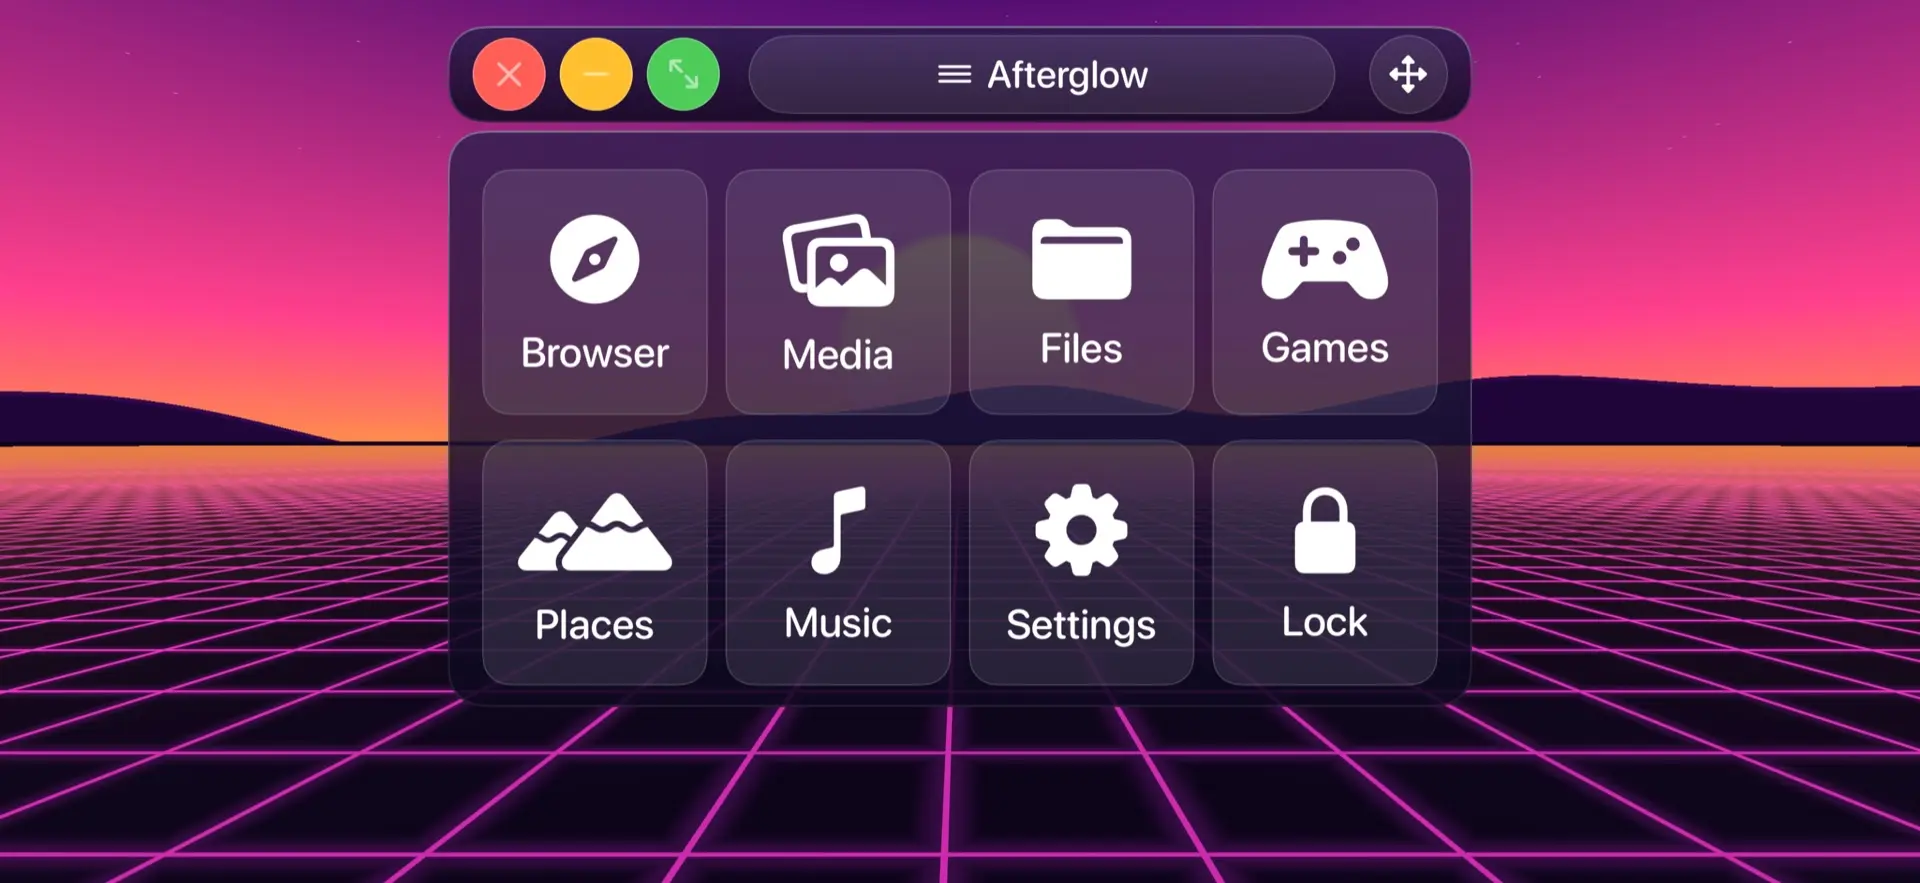 Afterglow
Browser
Media
Files
Games
Places
Music
Settings
Lock